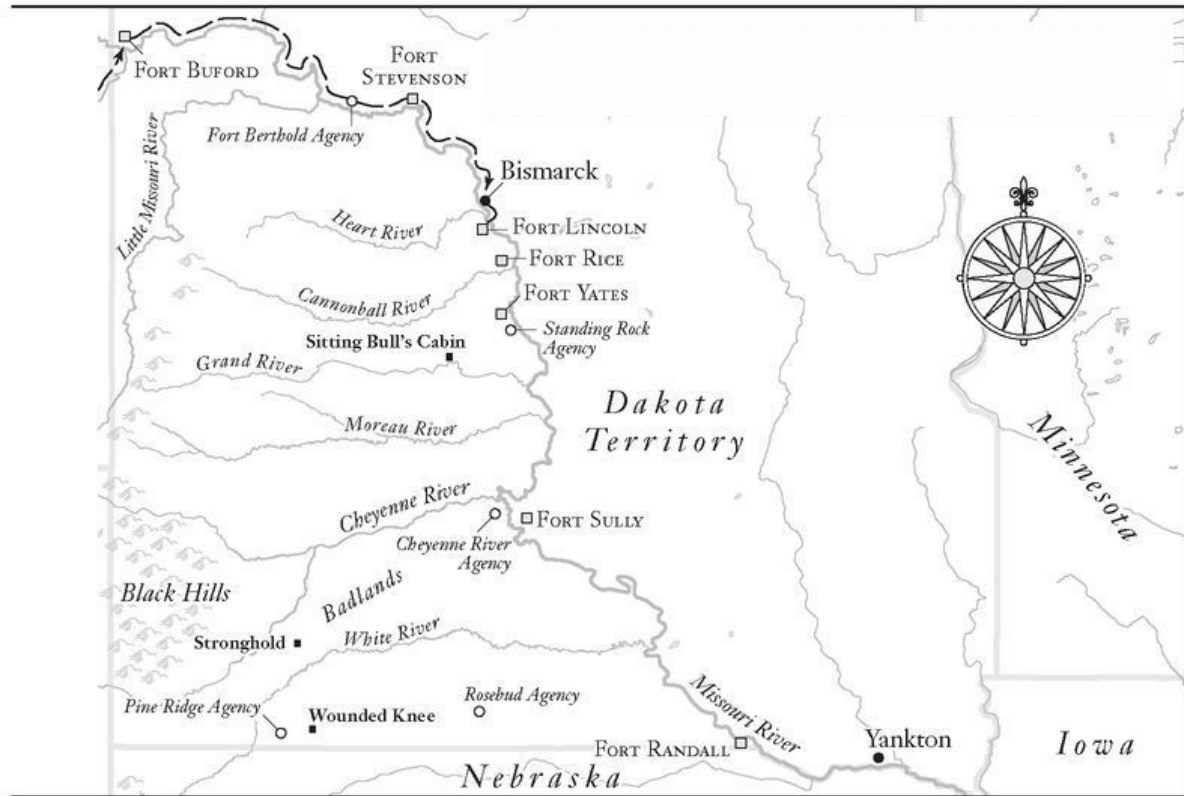 FORT BUFORD
FORT
STEVENSON
Fort Berthold Agency
Little Missouri River
Bismarck
Heart River
FORT LINCOLN
FORT RICE
Cannonball River
FORT YATES
Standing Rock
Agency
Sitting Bull's Cabin
Grand River
Dakota
Territory
Moreau River
Minnesota
Cheyenne River
FORT SULLY
Cheyenne River
Agency
Black Hills
Badlands
Stronghold
White River
Pine Ridge Agency
Wounded Knee
Rosebud Agency
Missouri River
FORT RANDALL
Yankton
Iowa
Nebraska